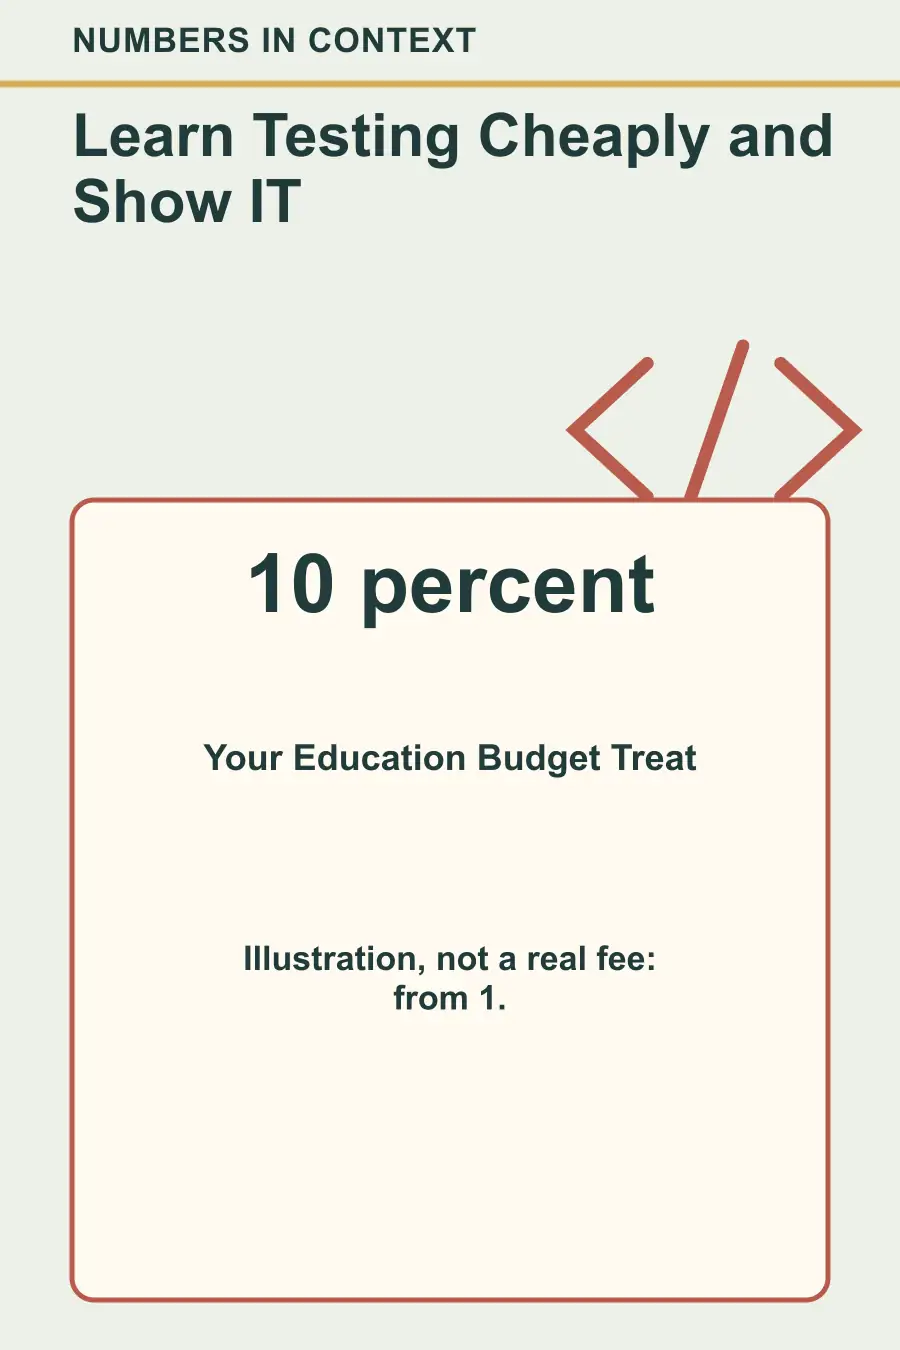 NUMBERS IN CONTEXT
Learn Testing Cheaply and
Show IT
10 percent
Your Education Budget Treat
Illustration, not a real fee:
from 1.